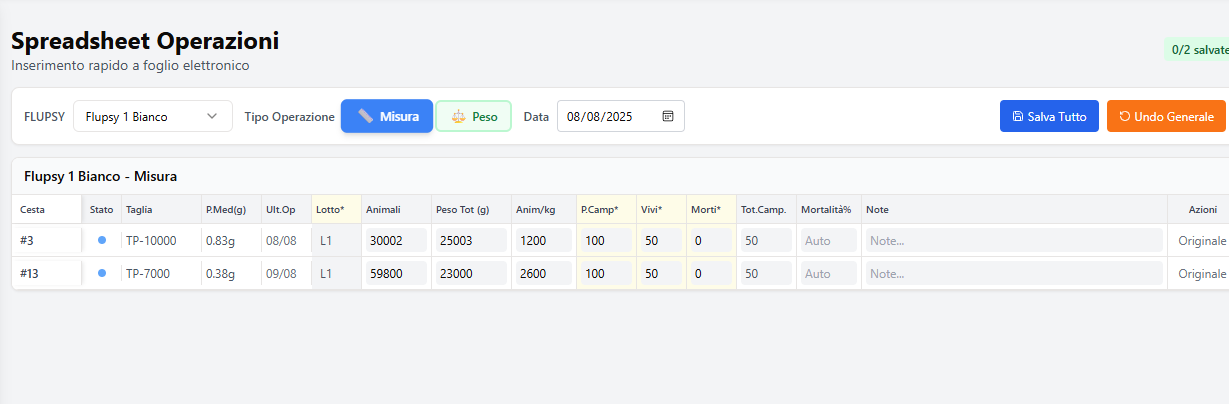 Spreadsheet Operazioni
Inserimento rapido a foglio elettronico
0/2 salvate
FLUPSY Flupsy 1 Bianco Tipo Operazione Misura Peso Data 08/08/2025 Salva Tutto Undo Generale
Flupsy 1 Bianco - Misura
Cesta Stato Taglia P.Med(g) Ult.Op Lotto* Animali Peso Tot (g) Anim/kg P.Camp* Vivi* Morti* Tot.Camp. Mortalità% Note Azioni
#3 TP-10000 0.83g 08/08 L1 30002 25003 1200 100 50 0 50 Auto Note... Originale
#13 TP-7000 0.38g 09/08 L1 59800 23000 2600 100 50 0 50 Auto Note... Originale